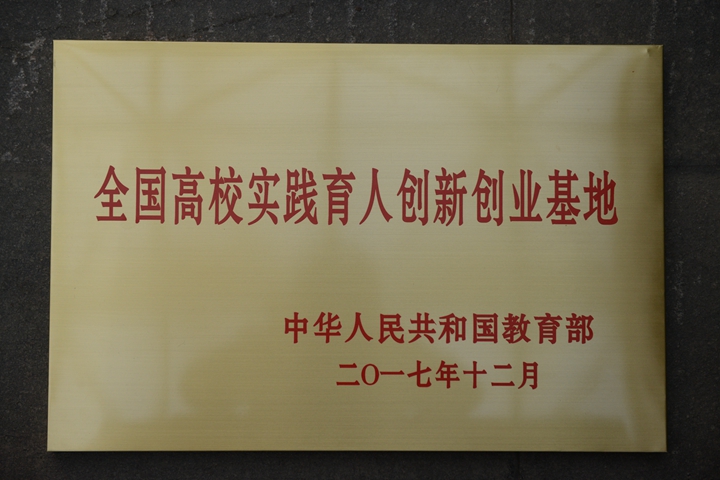 全国高校实践育人创新创业基地
中华人民共和国教育部
二〇一七年十二月